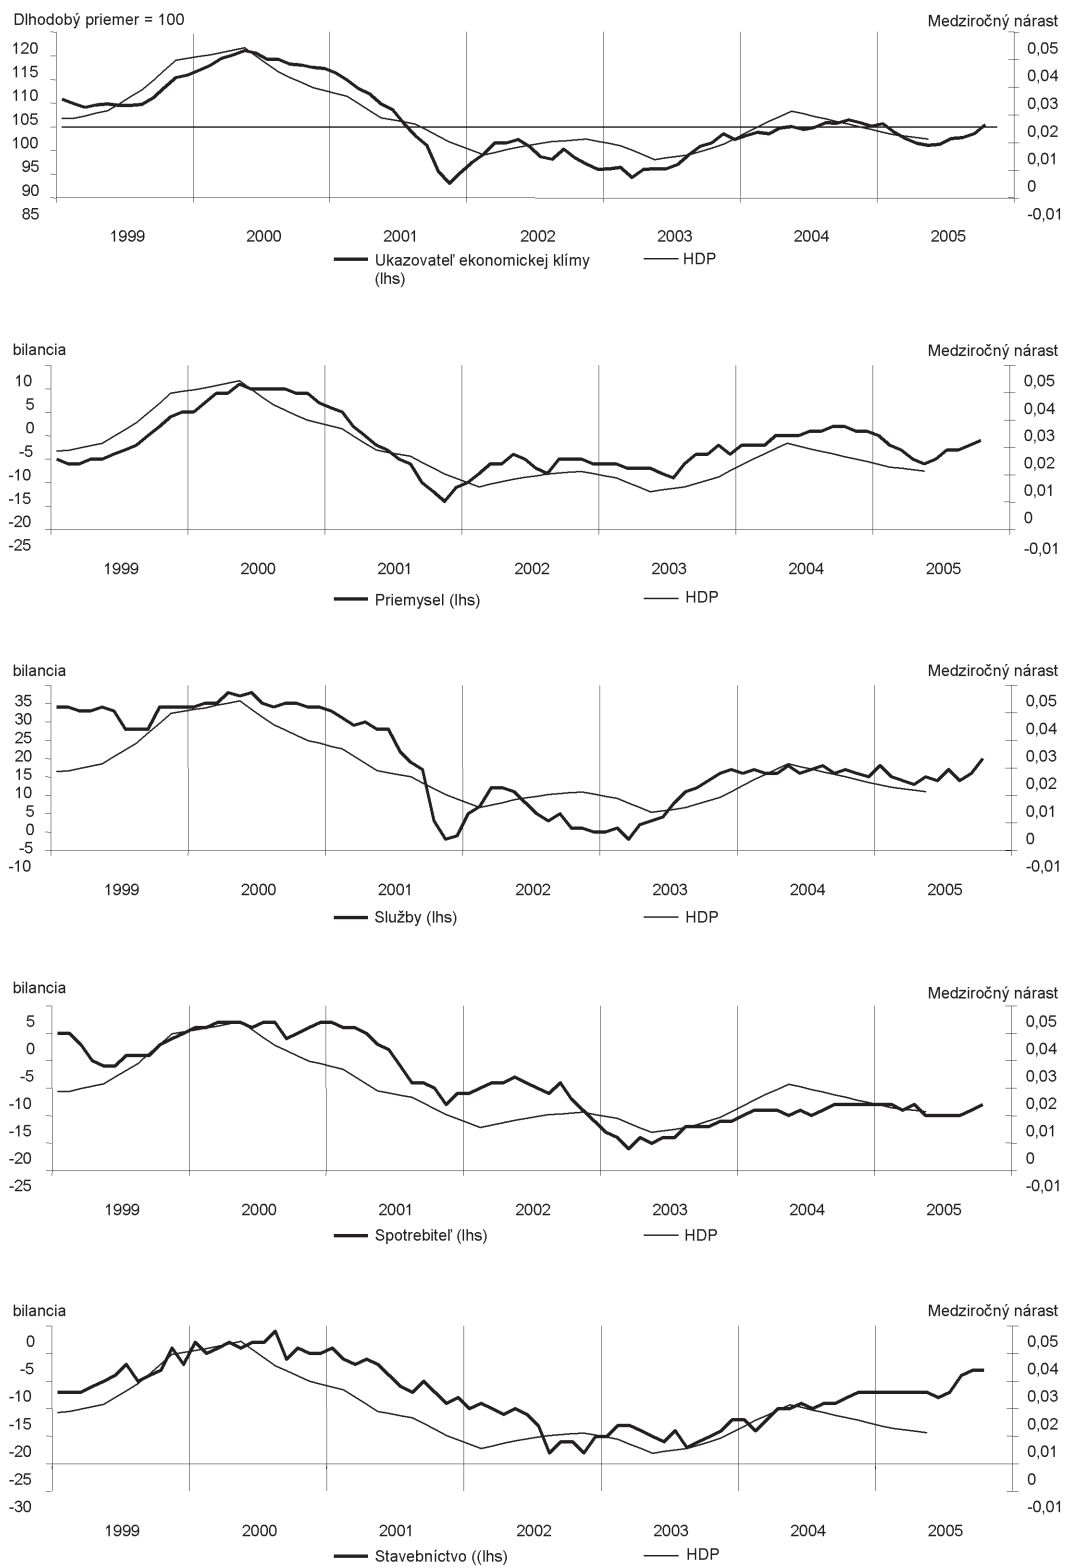 Dlhodobý priemer = 100
Medziročný nárast
120
115
110
105
100
95
90
85
0,05
0,04
0,03
0,02
0,01
0
-0,01
1999 2000 2001 2002 2003 2004 2005
Ukazovateľ ekonomickej klímy
(lhs)
HDP
bilancia
Medziročný nárast
10
5
0
-5
-10
-15
-20
-25
0,05
0,04
0,03
0,02
0,01
0
-0,01
1999 2000 2001 2002 2003 2004 2005
Priemysel (lhs)
HDP
bilancia
Medziročný nárast
35
30
25
20
15
10
5
0
-5
-10
0,05
0,04
0,03
0,02
0,01
0
-0,01
1999 2000 2001 2002 2003 2004 2005
Služby (lhs)
HDP
bilancia
Medziročný nárast
5
0
-5
-10
-15
-20
-25
0,05
0,04
0,03
0,02
0,01
0
-0,01
1999 2000 2001 2002 2003 2004 2005
Spotrebiteľ (lhs)
HDP
bilancia
Medziročný nárast
0
-5
-10
-15
-20
-25
-30
0,05
0,04
0,03
0,02
0,01
0
-0,01
1999 2000 2001 2002 2003 2004 2005
Stavebníctvo ((lhs)
HDP